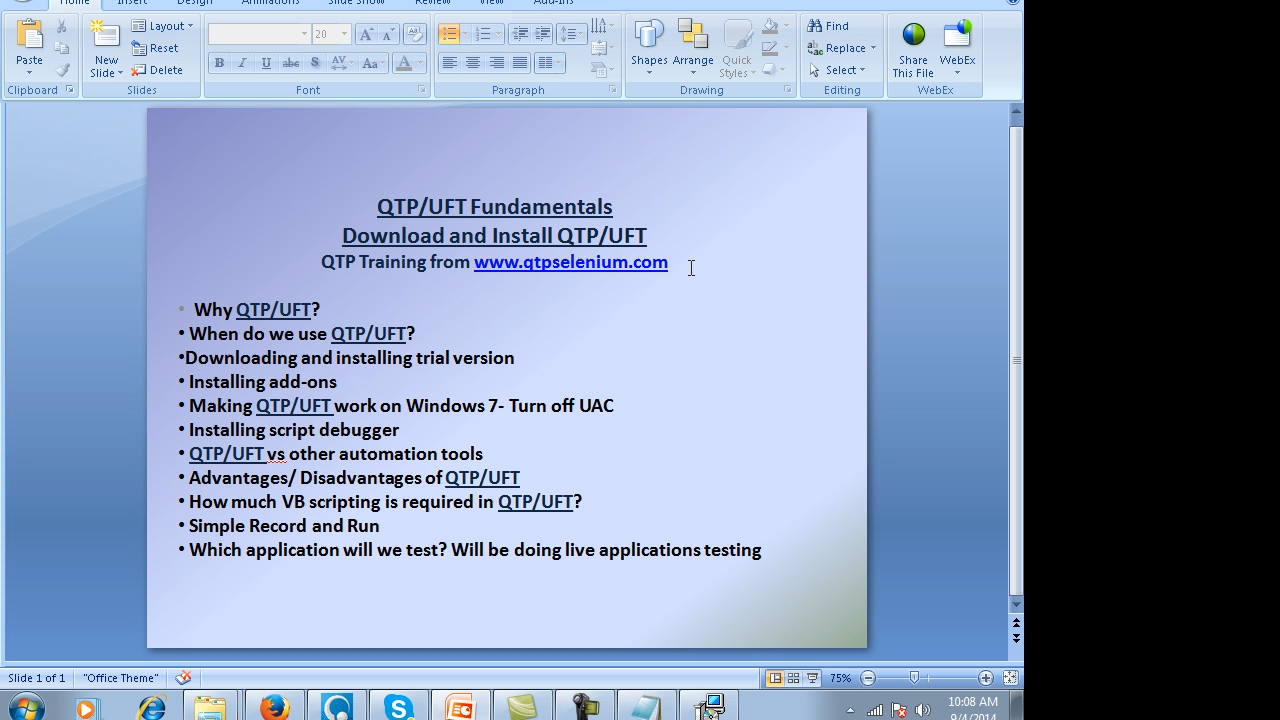 Home Insert Design Animations Slide Show Review View Add-Ins
Paste
Clipboard
New Slide
Layout
Reset
Delete
Slides
20
B I U abc S AV Aa A
Font
Paragraph
Shapes Arrange Quick Styles
Drawing
Find
Replace
Select
Editing
Share This File
WebEx
WebEx
QTP/UFT Fundamentals
Download and Install QTP/UFT
QTP Training from www.qtpselenium.com
• Why QTP/UFT?
• When do we use QTP/UFT?
•Downloading and installing trial version
• Installing add-ons
• Making QTP/UFT work on Windows 7- Turn off UAC
• Installing script debugger
• QTP/UFT vs other automation tools
• Advantages/ Disadvantages of QTP/UFT
• How much VB scripting is required in QTP/UFT?
• Simple Record and Run
• Which application will we test? Will be doing live applications testing
Slide 1 of 1 "Office Theme" 75%
10:08 AM
9/4/2014